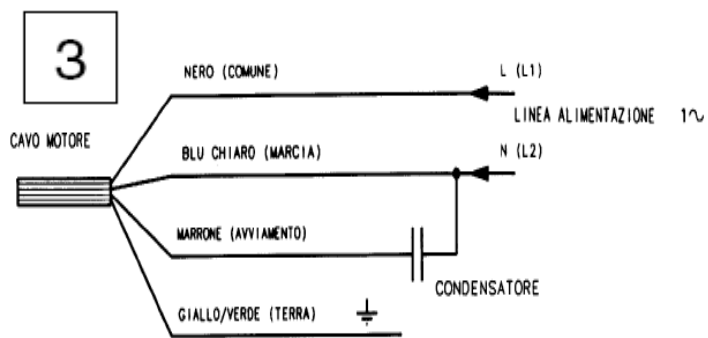 3
NERO (COMUNE)
L (L1)
LINEA ALIMENTAZIONE 1~
CAVO MOTORE
BLU CHIARO (MARCIA)
N (L2)
MARRONE (AVVIAMENTO)
CONDENSATORE
GIALLO/VERDE (TERRA)